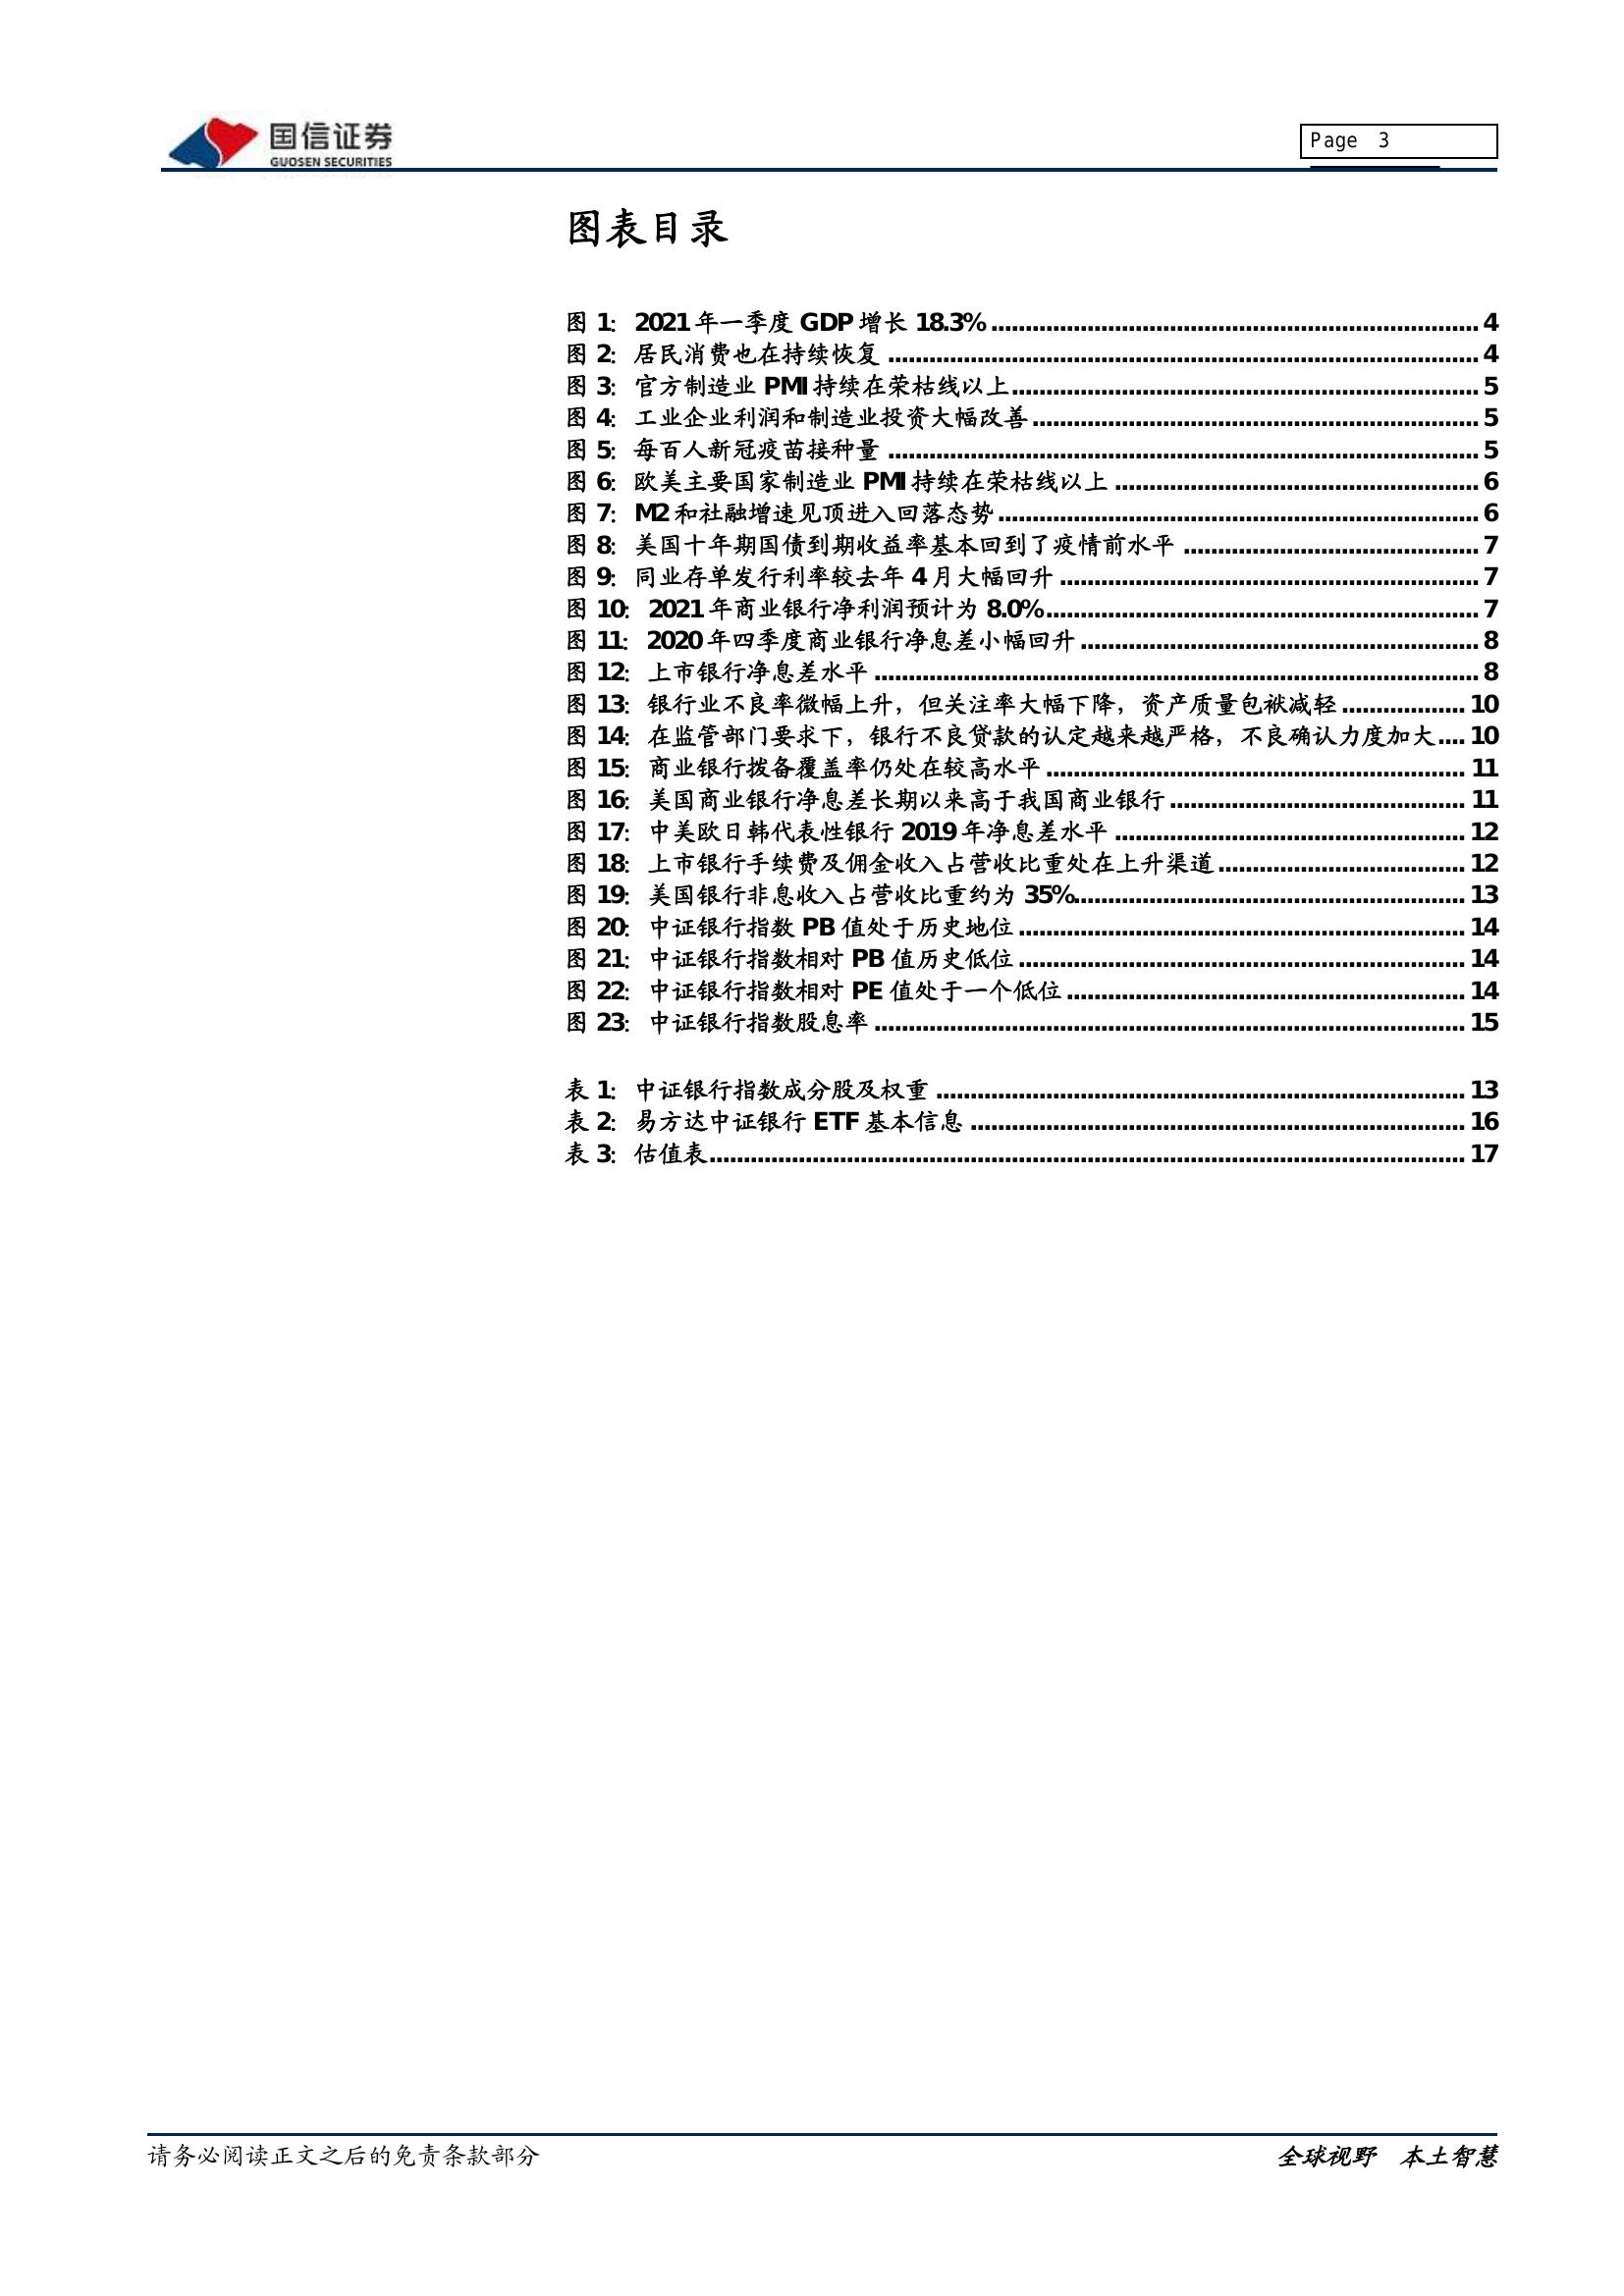 国信证券
GUOSEN SECURITIES
Page 3
图表目录
图 1: 2021 年一季度 GDP 增长 18.3% ........ 4
图 2: 居民消费也在持续恢复 ........ 4
图 3: 官方制造业 PMI 持续在荣枯线以上 ........ 5
图 4: 工业企业利润和制造业投资大幅改善 ........ 5
图 5: 每百人新冠疫苗接种量 ........ 5
图 6: 欧美主要国家制造业 PMI 持续在荣枯线以上 ........ 6
图 7: M2 和社融增速见顶进入回落态势 ........ 6
图 8: 美国十年期国债到期收益率基本回到了疫情前水平 ........ 7
图 9: 同业存单发行利率较去年 4 月大幅回升 ........ 7
图 10: 2021 年商业银行净利润预计为 8.0% ........ 7
图 11: 2020 年四季度商业银行净息差小幅回升 ........ 8
图 12: 上市银行净息差水平 ........ 8
图 13: 银行业不良率微幅上升，但关注率大幅下降，资产质量包袱减轻 ........ 10
图 14: 在监管部门要求下，银行不良贷款的认定越来越严格，不良确认力度加大 .... 10
图 15: 商业银行拨备覆盖率仍处在较高水平 ........ 11
图 16: 美国商业银行净息差长期以来高于我国商业银行 ........ 11
图 17: 中美欧日韩代表性银行 2019 年净息差水平 ........ 12
图 18: 上市银行手续费及佣金收入占营收比重处在上升渠道 ........ 12
图 19: 美国银行非息收入占营收比重约为 35% ........ 13
图 20: 中证银行指数 PB 值处于历史地位 ........ 14
图 21: 中证银行指数相对 PB 值历史低位 ........ 14
图 22: 中证银行指数相对 PE 值处于一个低位 ........ 14
图 23: 中证银行指数股息率 ........ 15
表 1: 中证银行指数成分股及权重 ........ 13
表 2: 易方达中证银行 ETF 基本信息 ........ 16
表 3: 估值表 ........ 17
请务必阅读正文之后的免责条款部分
全球视野 本土智慧